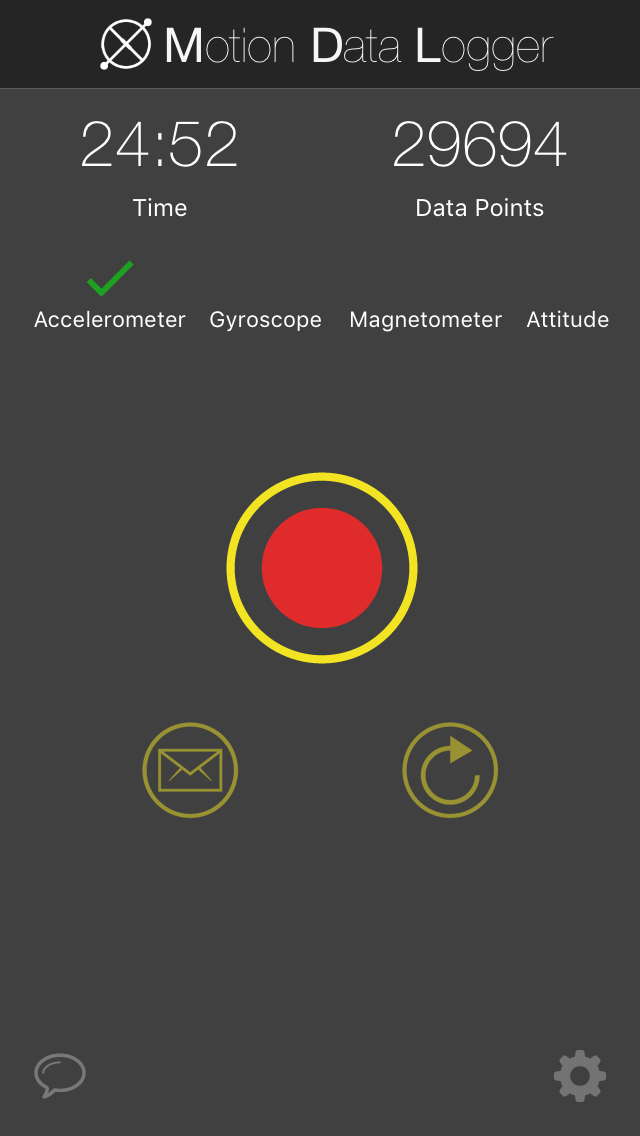 Motion Data Logger
24:52 29694
Time Data Points
Accelerometer Gyroscope Magnetometer Attitude